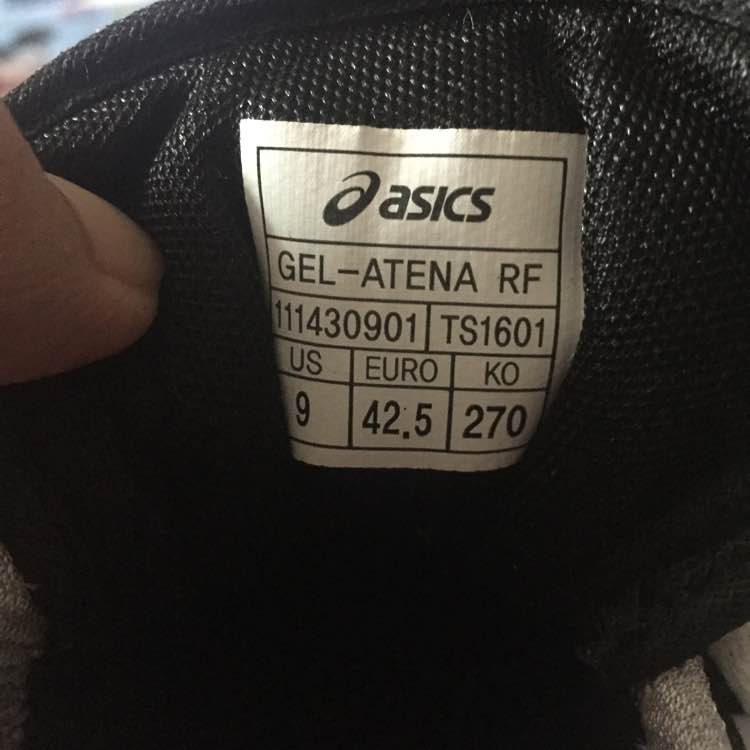 asics
GEL-ATENA RF
111430901 TS1601
US EURO KO
9 42.5 270